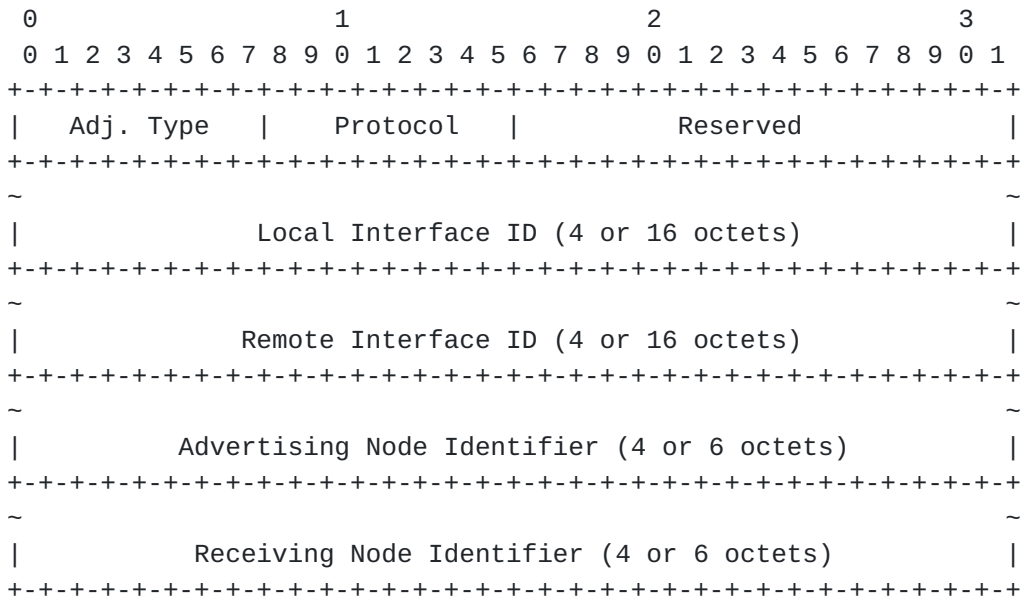 0                   1                   2                   3
 0 1 2 3 4 5 6 7 8 9 0 1 2 3 4 5 6 7 8 9 0 1 2 3 4 5 6 7 8 9 0 1
+-+-+-+-+-+-+-+-+-+-+-+-+-+-+-+-+-+-+-+-+-+-+-+-+-+-+-+-+-+-+-+-+
|   Adj. Type   |    Protocol   |          Reserved             |
+-+-+-+-+-+-+-+-+-+-+-+-+-+-+-+-+-+-+-+-+-+-+-+-+-+-+-+-+-+-+-+-+
~                                                               ~
|               Local Interface ID (4 or 16 octets)             |
+-+-+-+-+-+-+-+-+-+-+-+-+-+-+-+-+-+-+-+-+-+-+-+-+-+-+-+-+-+-+-+-+
~                                                               ~
|              Remote Interface ID (4 or 16 octets)             |
+-+-+-+-+-+-+-+-+-+-+-+-+-+-+-+-+-+-+-+-+-+-+-+-+-+-+-+-+-+-+-+-+
~                                                               ~
|          Advertising Node Identifier (4 or 6 octets)          |
+-+-+-+-+-+-+-+-+-+-+-+-+-+-+-+-+-+-+-+-+-+-+-+-+-+-+-+-+-+-+-+-+
~                                                               ~
|           Receiving Node Identifier (4 or 6 octets)           |
+-+-+-+-+-+-+-+-+-+-+-+-+-+-+-+-+-+-+-+-+-+-+-+-+-+-+-+-+-+-+-+-+